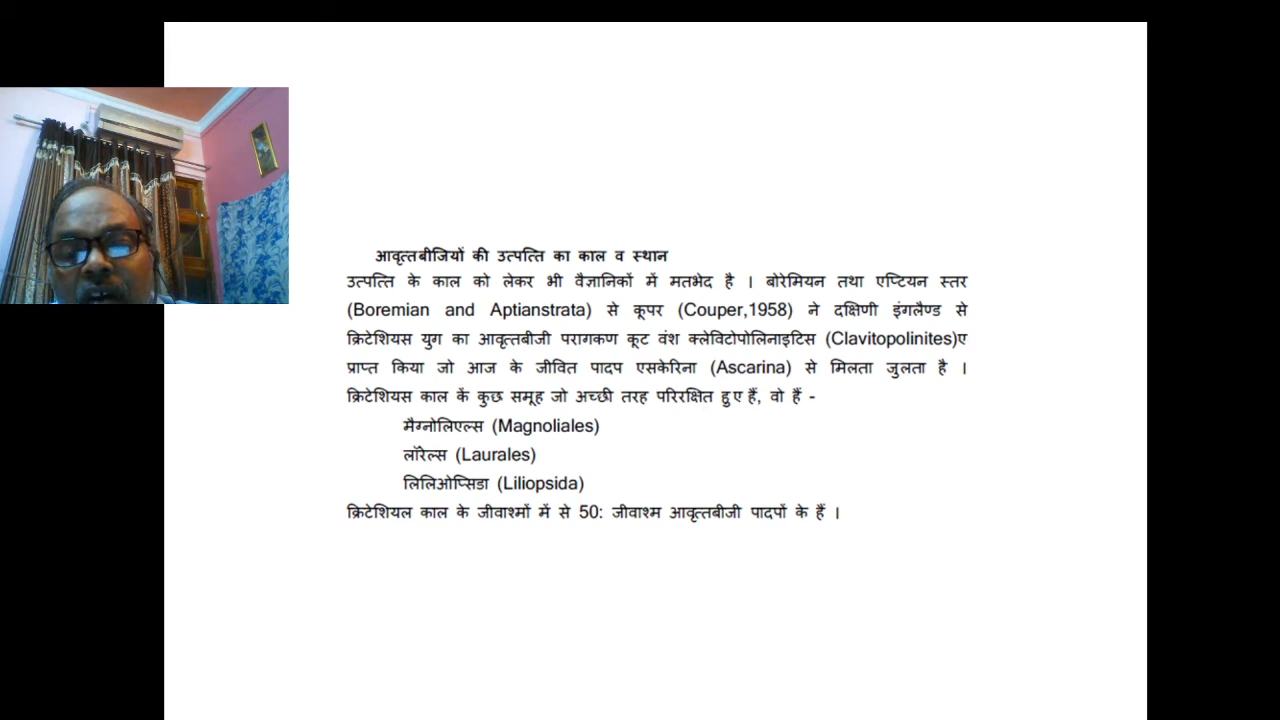 आवृत्तबीजियों की उत्पत्ति का काल व स्थान
उत्पत्ति के काल को लेकर भी वैज्ञानिकों में मतभेद है । बोरेमियन तथा एप्टियन स्तर
(Boremian and Aptianstrata) से कूपर (Couper,1958) ने दक्षिणी इंगलैण्ड से
क्रिटेशियस युग का आवृत्तबीजी परागकण कूट वंश क्लेविटोपोलिनाइटिस (Clavitopolinites)ए
प्राप्त किया जो आज के जीवित पादप एसकेरिना (Ascarina) से मिलता जुलता है ।
क्रिटेशियस काल कें कुछ समूह जो अच्छी तरह परिरक्षित हुए हैं, वो हैं -
मैग्नोलिएल्स (Magnoliales)
लॉरेल्स (Laurales)
लिलिओप्सिडा (Liliopsida)
क्रिटेशियल काल के जीवाश्मों में से 50: जीवाश्म आवृत्तबीजी पादपों के हैं ।